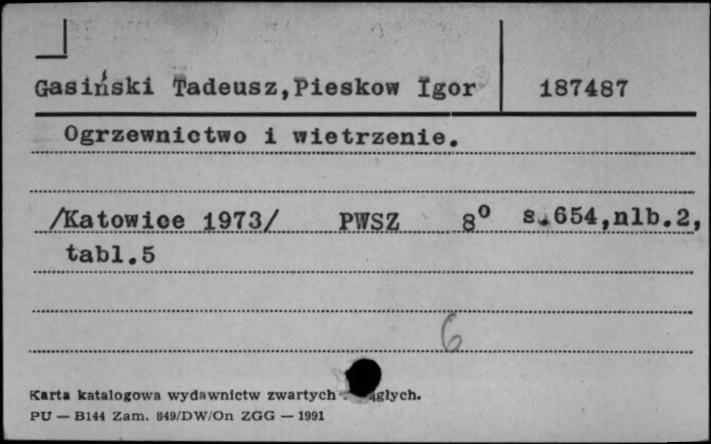 Gasiński Tadeusz,Pieskow Igor 187487
Ogrzewnictwo i wietrzenie.
/Katowice 1973/ PWSZ 8⁰ s.654,nlb.2,
tabl.5
6
Karta katalogowa wydawnictw zwartych
PU — B144 Zam. 849/DW/On ZGG — 1991